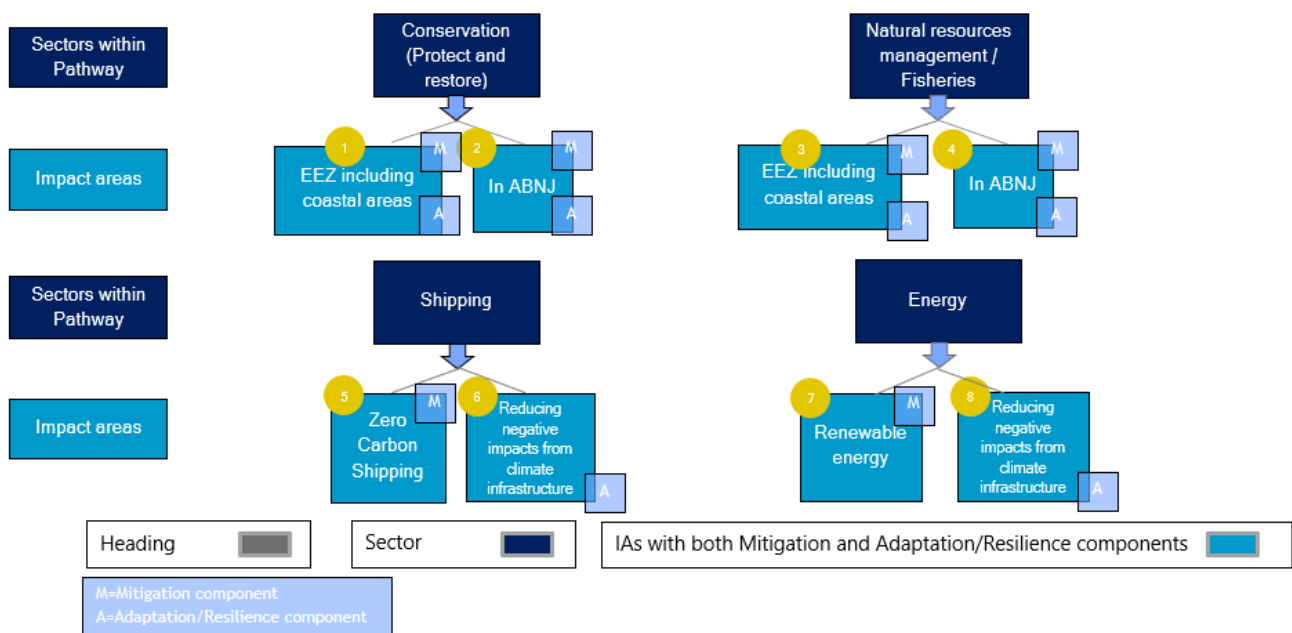 Sectors within
Pathway
Conservation
(Protect and
restore)
Natural resources
management /
Fisheries
Impact areas
1
EEZ including
coastal areas
M
A
2
In ABNJ
M
A
3
EEZ including
coastal areas
M
A
4
In ABNJ
M
A
Sectors within
Pathway
Shipping
Energy
Impact areas
5
Zero
Carbon
Shipping
M
6
Reducing
negative
impacts from
climate
infrastructure
A
7
Renewable
energy
M
8
Reducing
negative
impacts from
climate
infrastructure
A
Heading
Sector
IAs with both Mitigation and Adaptation/Resilience components
M=Mitigation component
A=Adaptation/Resilience component